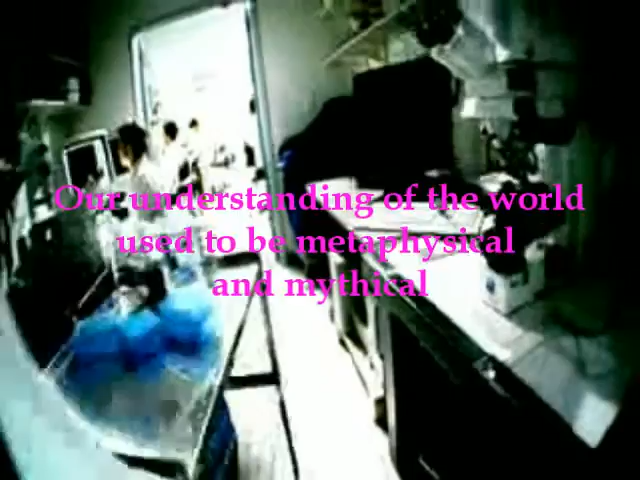 Our understanding of the world
used to be metaphysical
and mythical